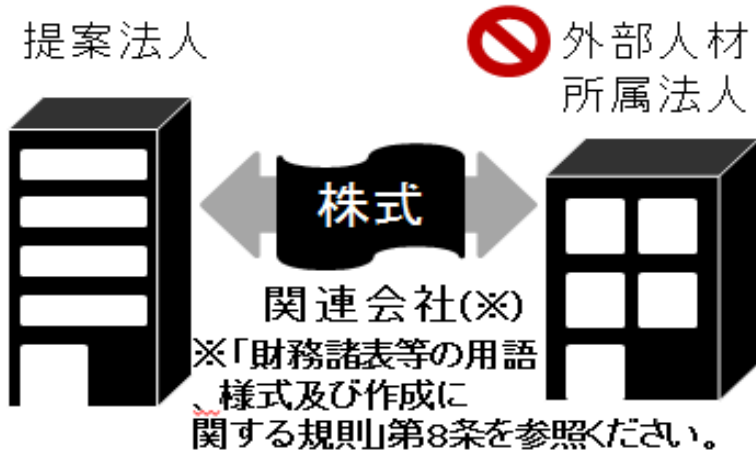 提案法人
外部人材
所属法人
株式
関連会社(※)
※「財務諸表等の用語
、様式及び作成に
関する規則」第8条を参照ください。